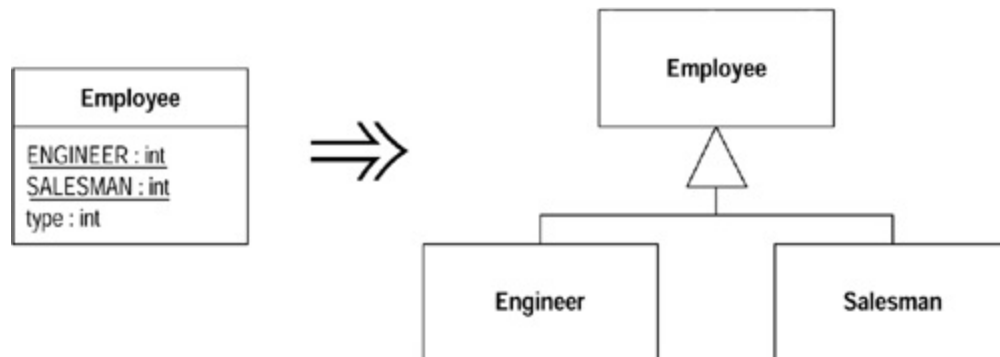 Employee
ENGINEER : int
SALESMAN : int
type : int
Employee
Engineer
Salesman